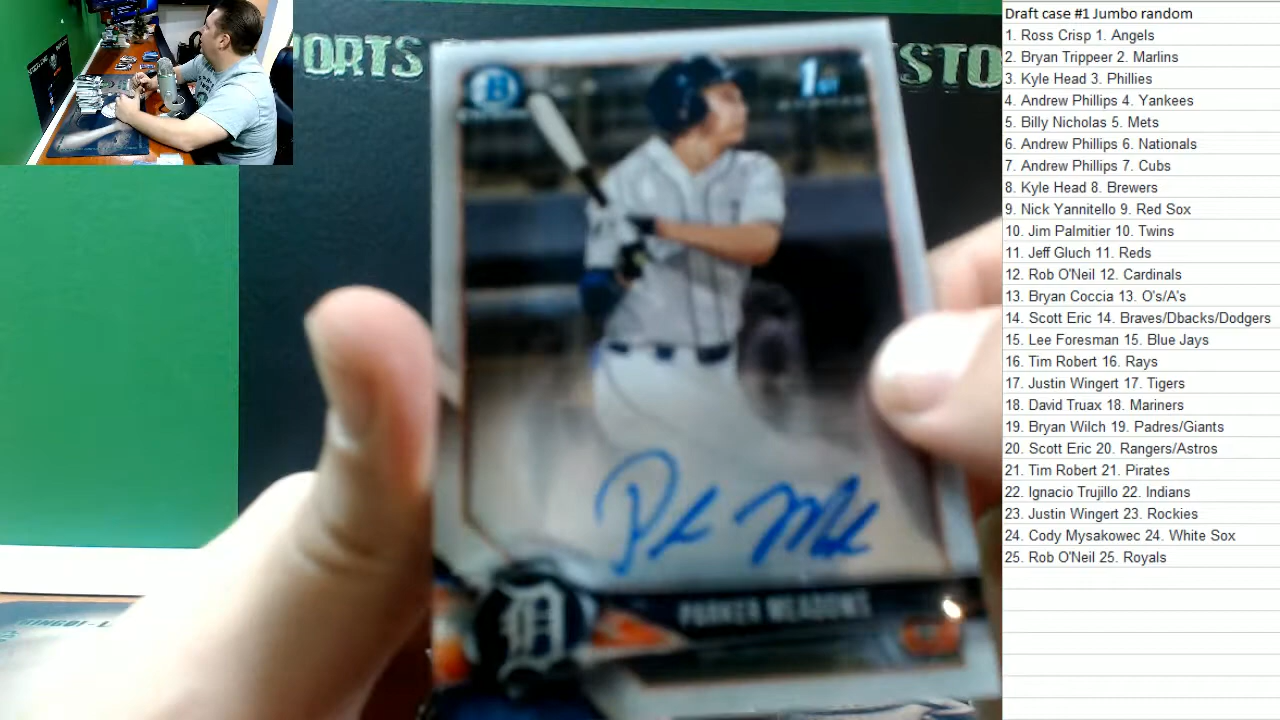 PORTS
STO
B
1st
P M
D
PARKER MEADOWS
Draft case #1 Jumbo random
1. Ross Crisp 1. Angels
2. Bryan Trippeer 2. Marlins
3. Kyle Head 3. Phillies
4. Andrew Phillips 4. Yankees
5. Billy Nicholas 5. Mets
6. Andrew Phillips 6. Nationals
7. Andrew Phillips 7. Cubs
8. Kyle Head 8. Brewers
9. Nick Yannitello 9. Red Sox
10. Jim Palmitier 10. Twins
11. Jeff Gluch 11. Reds
12. Rob O'Neil 12. Cardinals
13. Bryan Coccia 13. O's/A's
14. Scott Eric 14. Braves/Dbacks/Dodgers
15. Lee Foresman 15. Blue Jays
16. Tim Robert 16. Rays
17. Justin Wingert 17. Tigers
18. David Truax 18. Mariners
19. Bryan Wilch 19. Padres/Giants
20. Scott Eric 20. Rangers/Astros
21. Tim Robert 21. Pirates
22. Ignacio Trujillo 22. Indians
23. Justin Wingert 23. Rockies
24. Cody Mysakowec 24. White Sox
25. Rob O'Neil 25. Royals